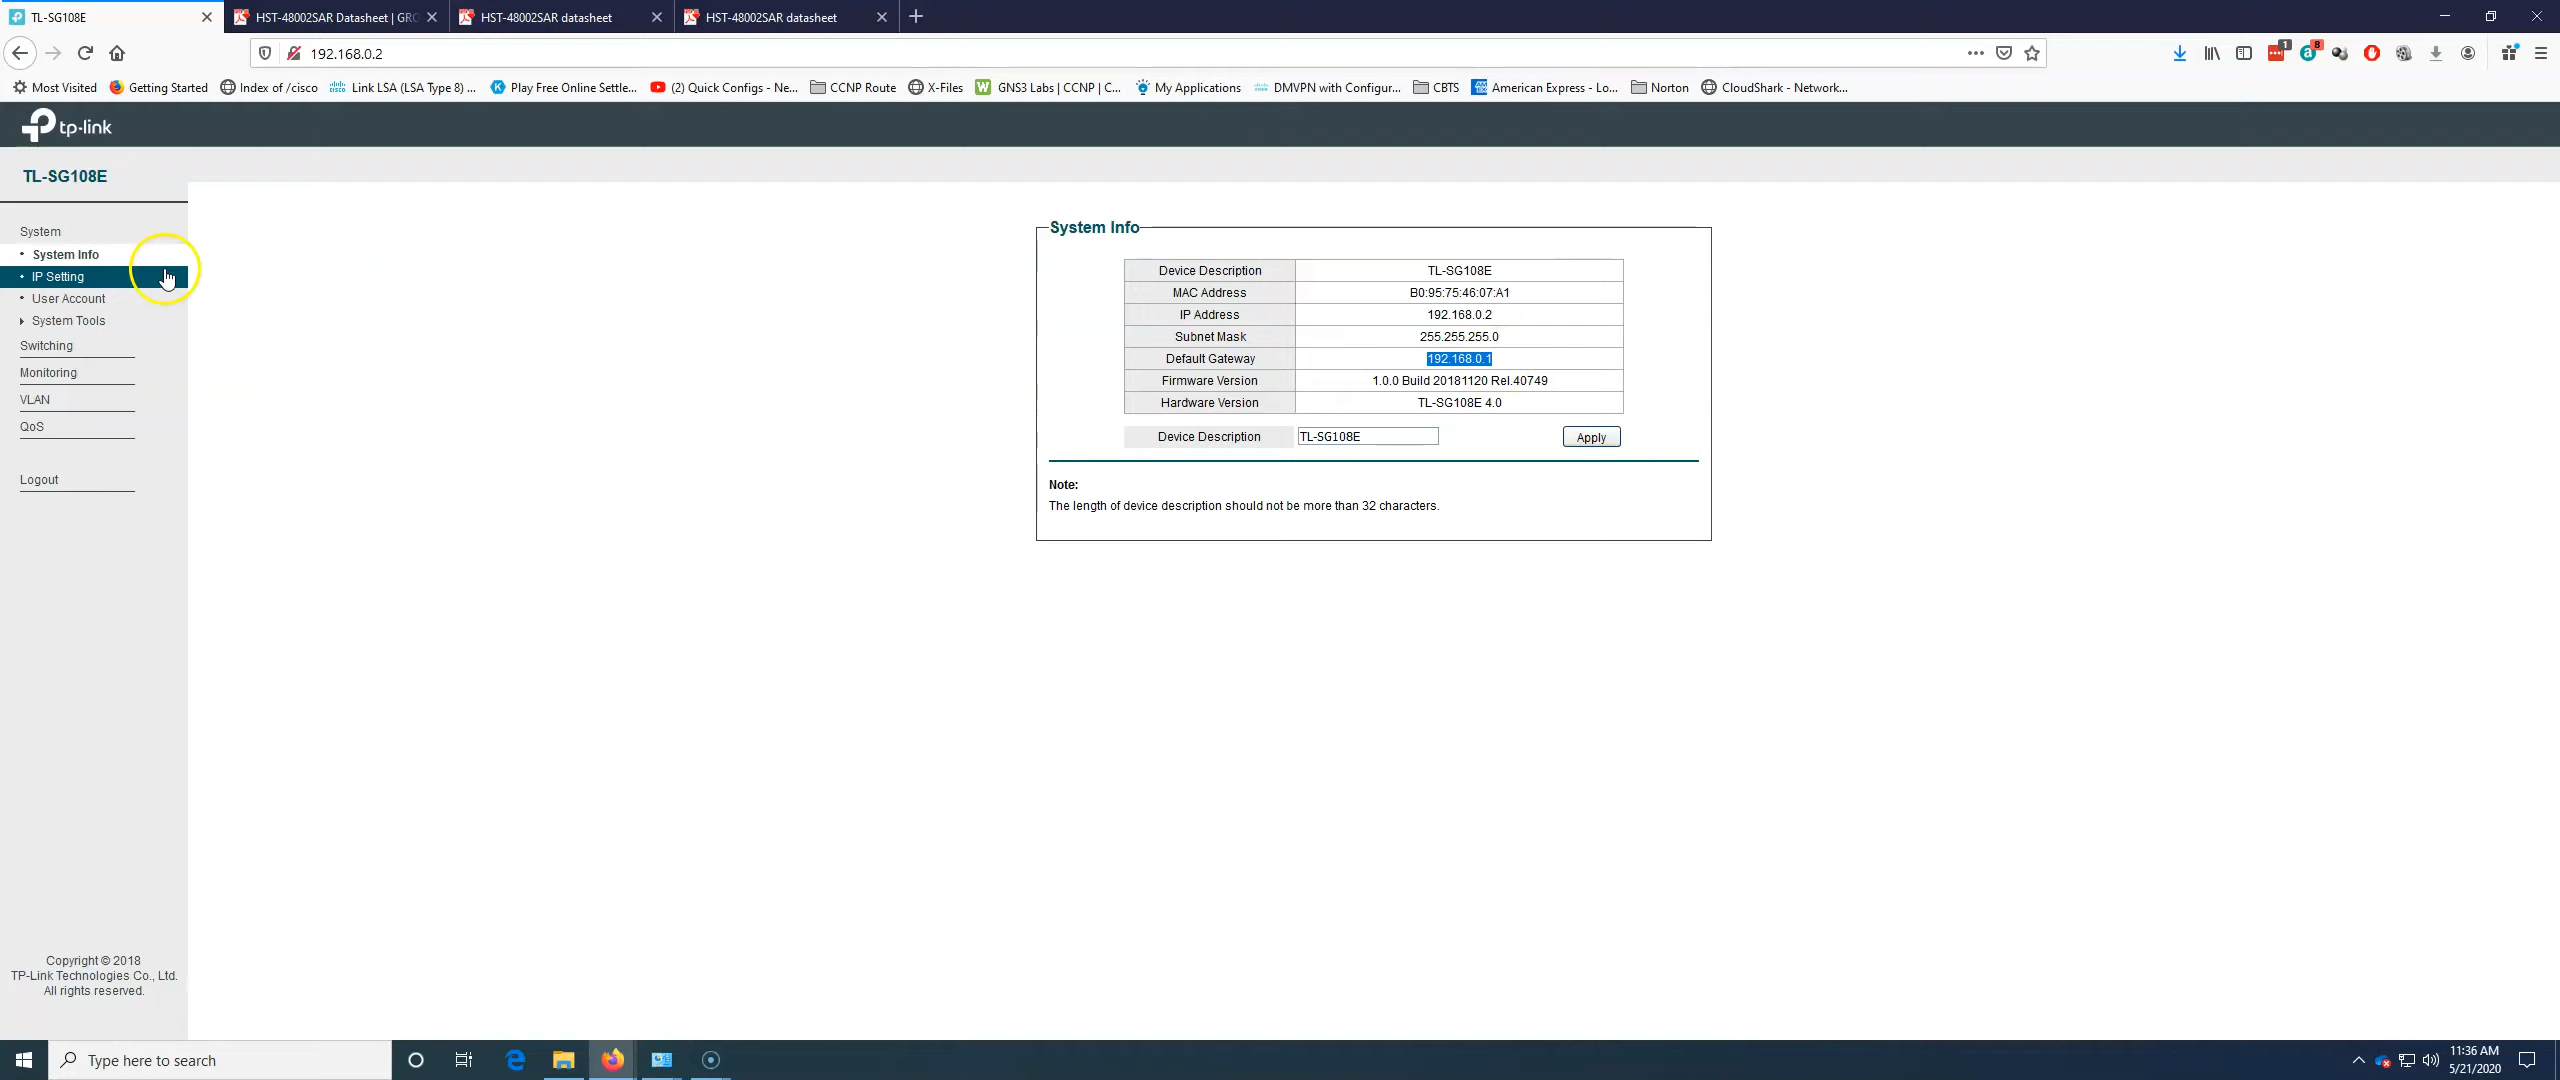 TL-SG108E
HST-48002SAR Datasheet | GRO
HST-48002SAR datasheet
HST-48002SAR datasheet
192.168.0.2
1
8
Most Visited
Getting Started
Index of /cisco
Link LSA (LSA Type 8) ...
Play Free Online Settle...
(2) Quick Configs - Ne...
CCNP Route
X-Files
GNS3 Labs | CCNP | C...
My Applications
DMVPN with Configur...
CBTS
American Express - Lo...
Norton
CloudShark - Network...
tp-link
TL-SG108E
System
System Info
IP Setting
User Account
System Tools
Switching
Monitoring
VLAN
QoS
Logout
System Info
Device Description TL-SG108E
MAC Address B0:95:75:46:07:A1
IP Address 192.168.0.2
Subnet Mask 255.255.255.0
Default Gateway 192.168.0.1
Firmware Version 1.0.0 Build 20181120 Rel.40749
Hardware Version TL-SG108E 4.0
Device Description TL-SG108E Apply
Note:
The length of device description should not be more than 32 characters.
Copyright © 2018
TP-Link Technologies Co., Ltd.
All rights reserved.
Type here to search
11:36 AM
5/21/2020